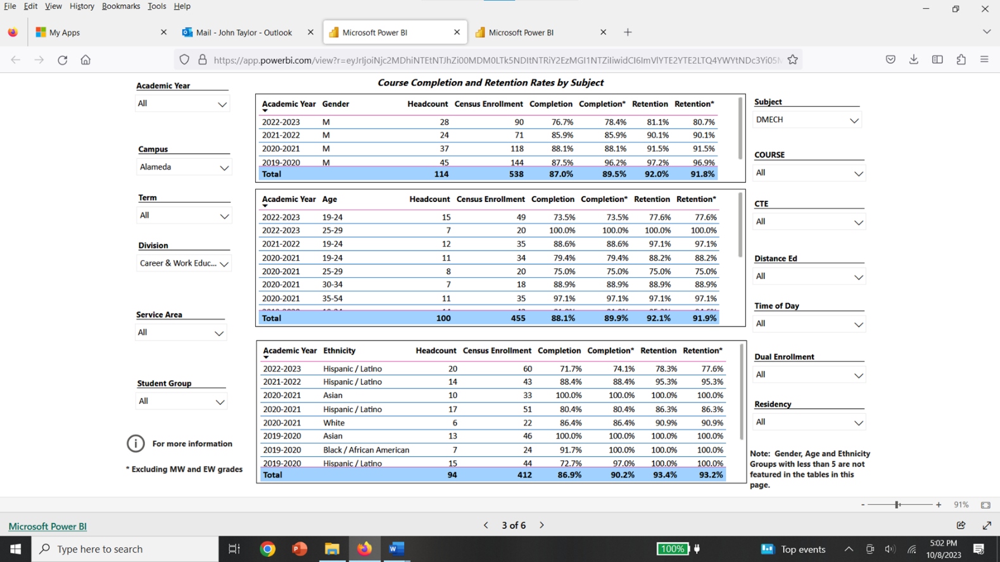 File Edit View History Bookmarks Tools Help
My Apps
Mail - John Taylor - Outlook
Microsoft Power BI
Microsoft Power BI
Course Completion and Retention Rates by Subject
Academic Year
All
Campus
Alameda
Term
All
Division
Career & Work Educ...
Service Area
All
Student Group
All
For more information
* Excluding MW and EW grades
Academic Year Gender Headcount Census Enrollment Completion Completion* Retention Retention*
2022-2023 M 28 90 76.7% 78.4% 81.1% 80.7%
2021-2022 M 24 71 85.9% 85.9% 90.1% 90.1%
2020-2021 M 37 118 88.1% 88.1% 91.5% 91.5%
2019-2020 M 45 144 87.5% 96.2% 97.2% 96.9%
Total 114 538 87.0% 89.5% 92.0% 91.8%
Academic Year Age Headcount Census Enrollment Completion Completion* Retention Retention*
2022-2023 19-24 15 49 73.5% 73.5% 77.6% 77.6%
2022-2023 25-29 7 20 100.0% 100.0% 100.0% 100.0%
2021-2022 19-24 12 35 88.6% 88.6% 97.1% 97.1%
2020-2021 19-24 11 34 79.4% 79.4% 88.2% 88.2%
2020-2021 25-29 8 20 75.0% 75.0% 75.0% 75.0%
2020-2021 30-34 7 18 88.9% 88.9% 88.9% 88.9%
2020-2021 35-54 11 35 97.1% 97.1% 97.1% 97.1%
Total 100 455 88.1% 89.9% 92.1% 91.9%
Academic Year Ethnicity Headcount Census Enrollment Completion Completion* Retention Retention*
2022-2023 Hispanic / Latino 20 60 71.7% 74.1% 78.3% 77.6%
2021-2022 Hispanic / Latino 14 43 88.4% 88.4% 95.3% 95.3%
2020-2021 Asian 10 33 100.0% 100.0% 100.0% 100.0%
2020-2021 Hispanic / Latino 17 51 80.4% 80.4% 86.3% 86.3%
2020-2021 White 6 22 86.4% 86.4% 90.9% 90.9%
2019-2020 Asian 13 46 100.0% 100.0% 100.0% 100.0%
2019-2020 Black / African American 7 24 91.7% 100.0% 100.0% 100.0%
2019-2020 Hispanic / Latino 15 44 72.7% 97.0% 100.0% 100.0%
Total 94 412 86.9% 90.2% 93.4% 93.2%
Subject
DMECH
COURSE
All
CTE
All
Distance Ed
All
Time of Day
All
Dual Enrollment
All
Residency
All
Note: Gender, Age and Ethnicity
Groups with less than 5 are not
featured in the tables in this
page.
- + 91%
Microsoft Power BI
3 of 6
Type here to search
100%
Top events
5:02 PM
10/8/2023